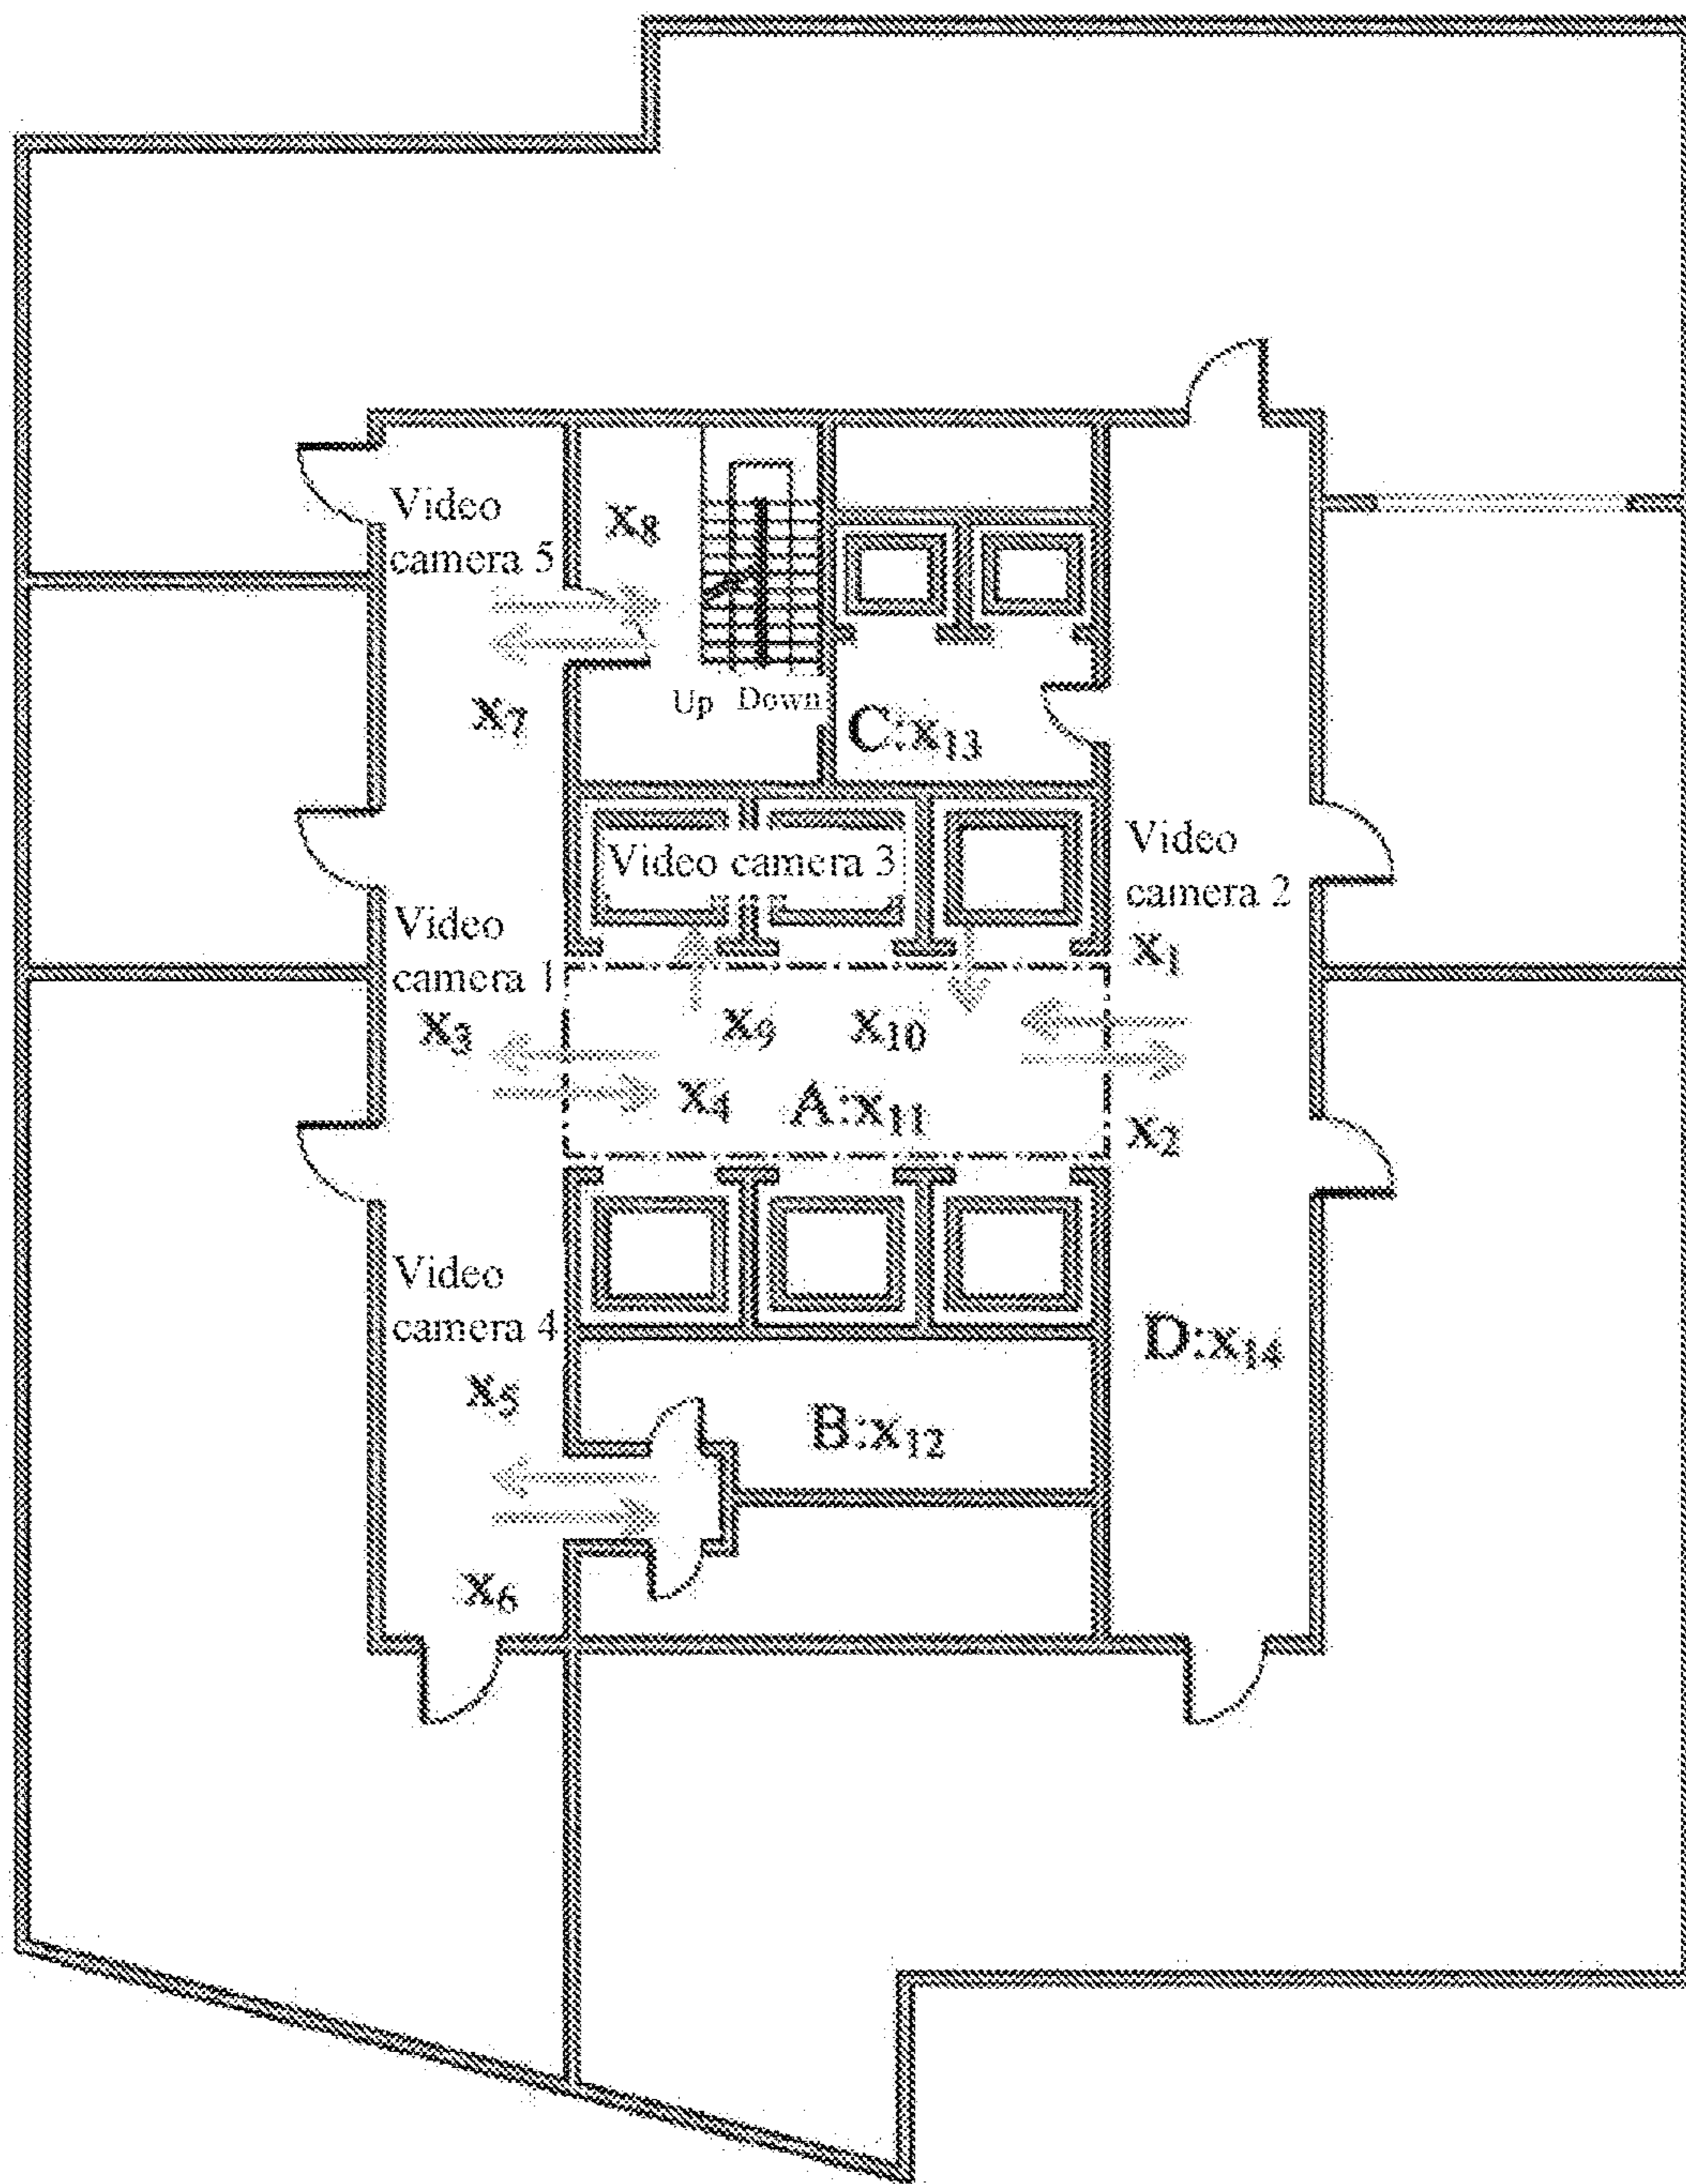 Video
camera 5
x8
x7
Up Down
C:x13
Video camera 3
Video
camera 2
Video
camera 1
x1
x3
x9
x10
x4
A:x11
x2
Video
camera 4
D:x14
x5
B:x12
x6